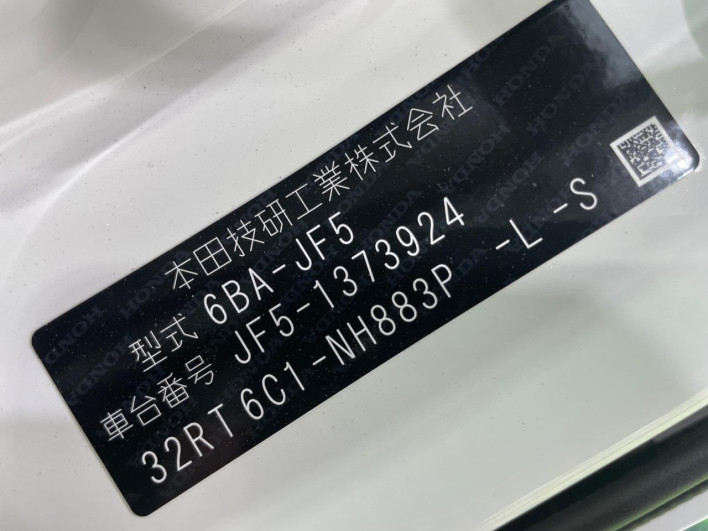 本田技研工業株式会社
型式 6BA-JF5
車台番号 JF5-1373924
32RT 6C1-NH883P -L -S